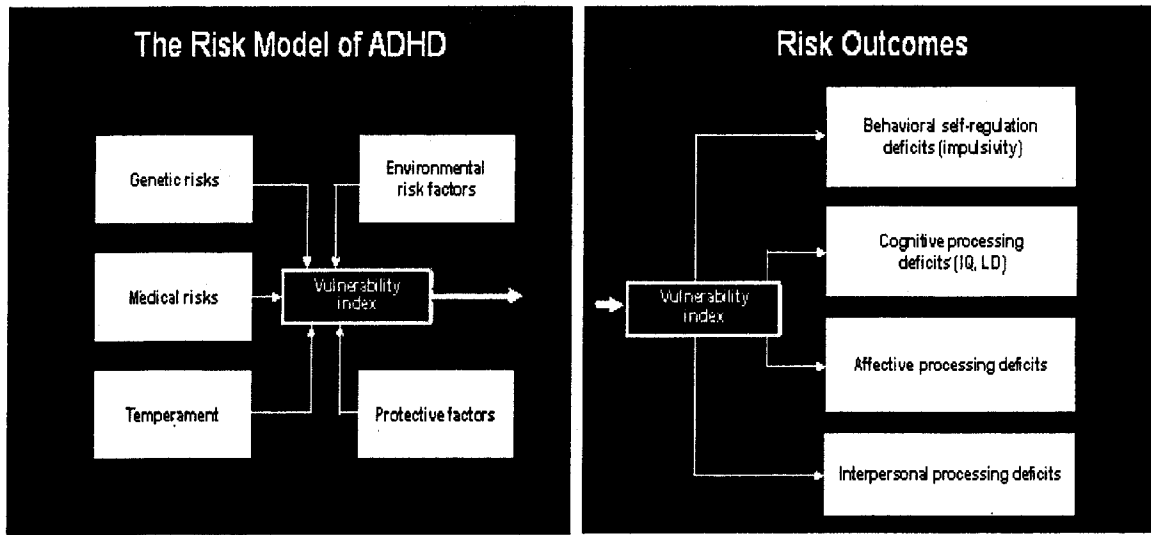 The Risk Model of ADHD
Genetic risks
Environmental
risk factors
Medical risks
Vulnerability
index
Temperament
Protective factors
Risk Outcomes
Behavioral self-regulation
deficits (impulsivity)
Cognitive processing
deficits (IQ, LD)
Vulnerability
index
Affective processing deficits
Interpersonal processing deficits